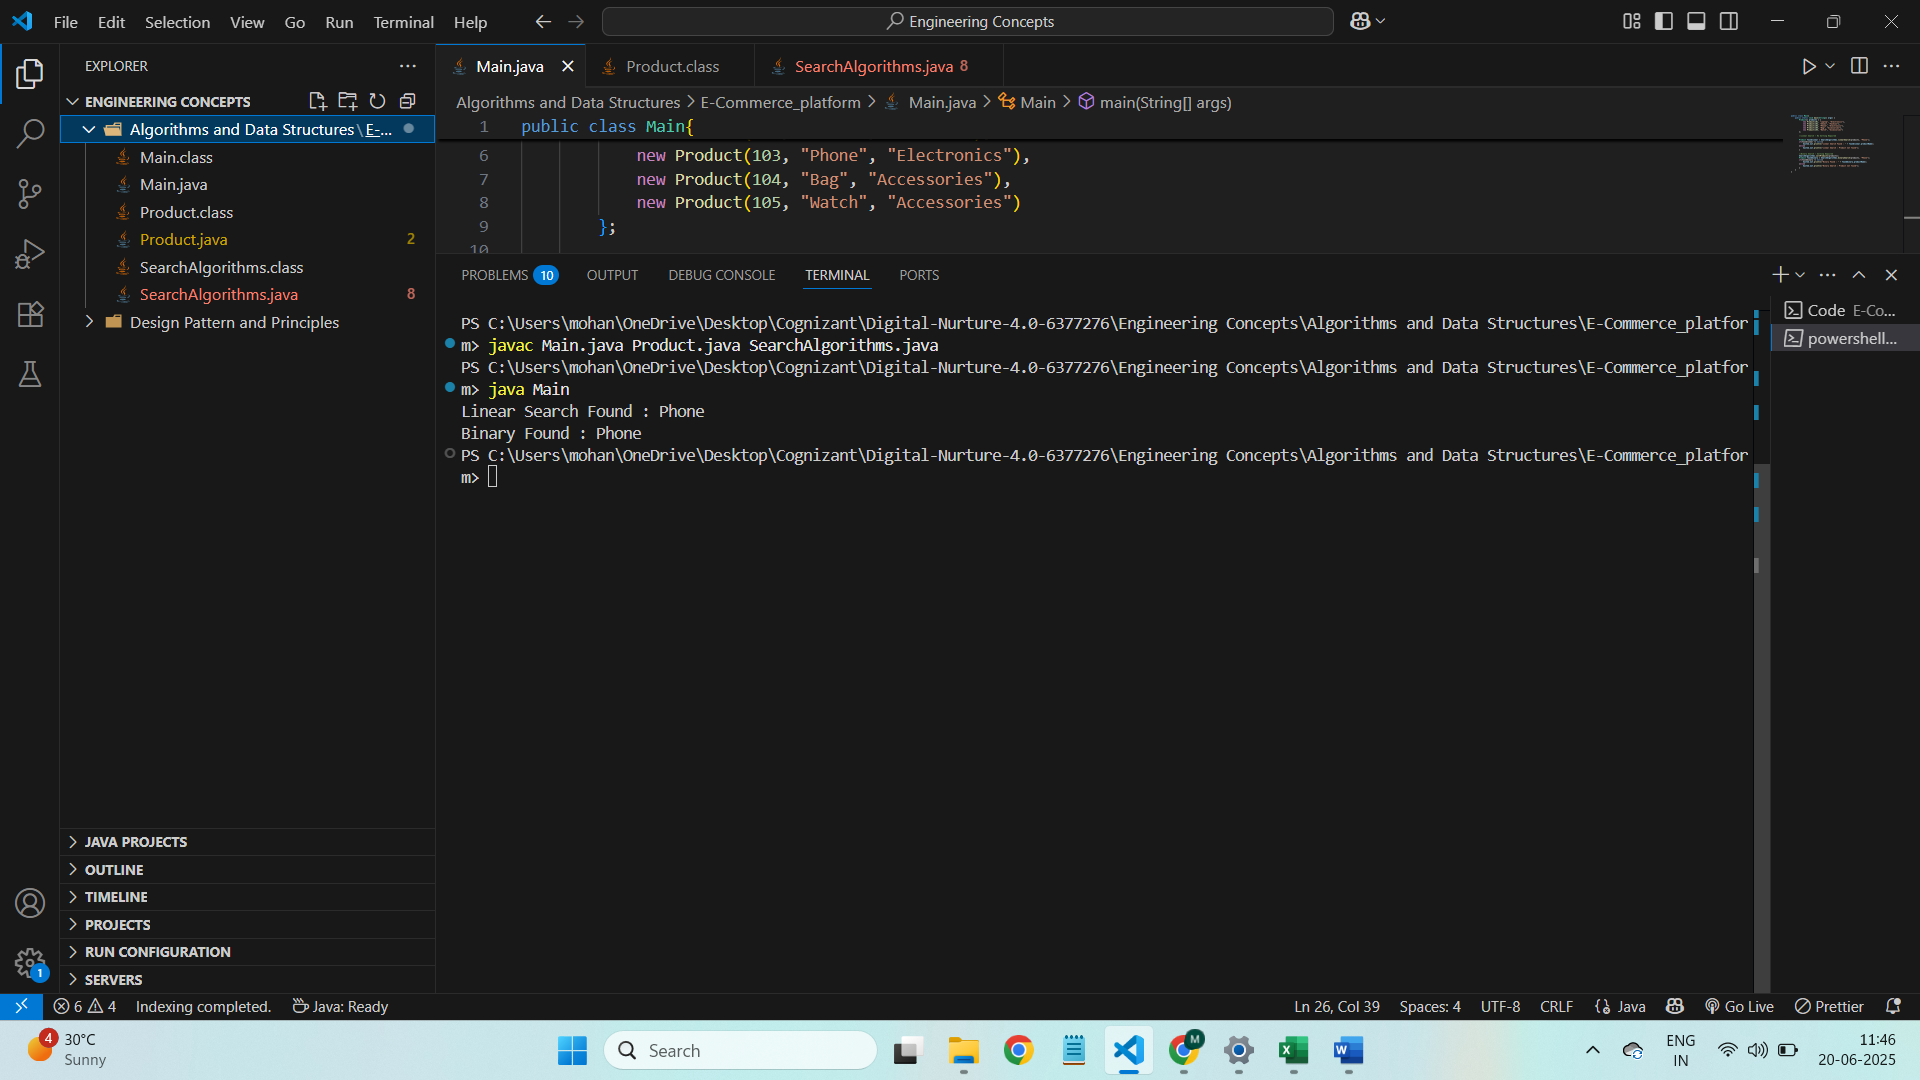 File Edit Selection View Go Run Terminal Help
Engineering Concepts
EXPLORER
ENGINEERING CONCEPTS
Algorithms and Data Structures\E-...
Main.class
Main.java
Product.class
Product.java 2
SearchAlgorithms.class
SearchAlgorithms.java 8
Design Pattern and Principles
JAVA PROJECTS
OUTLINE
TIMELINE
PROJECTS
RUN CONFIGURATION
SERVERS
Main.java Product.class SearchAlgorithms.java 8
Algorithms and Data Structures > E-Commerce_platform > Main.java > Main > main(String[] args)
1 public class Main{
6 new Product(103, "Phone", "Electronics"),
7 new Product(104, "Bag", "Accessories"),
8 new Product(105, "Watch", "Accessories")
9 };
10
PROBLEMS 10 OUTPUT DEBUG CONSOLE TERMINAL PORTS
PS C:\Users\mohan\OneDrive\Desktop\Cognizant\Digital-Nurture-4.0-6377276\Engineering Concepts\Algorithms and Data Structures\E-Commerce_platfor
m> javac Main.java Product.java SearchAlgorithms.java
PS C:\Users\mohan\OneDrive\Desktop\Cognizant\Digital-Nurture-4.0-6377276\Engineering Concepts\Algorithms and Data Structures\E-Commerce_platfor
m> java Main
Linear Search Found : Phone
Binary Found : Phone
PS C:\Users\mohan\OneDrive\Desktop\Cognizant\Digital-Nurture-4.0-6377276\Engineering Concepts\Algorithms and Data Structures\E-Commerce_platfor
m>
Code E-Co...
powershell...
1
6 4 Indexing completed. Java: Ready
Ln 26, Col 39 Spaces: 4 UTF-8 CRLF {} Java Go Live Prettier
4 30°C
Sunny
Search
M
ENG
IN
11:46
20-06-2025